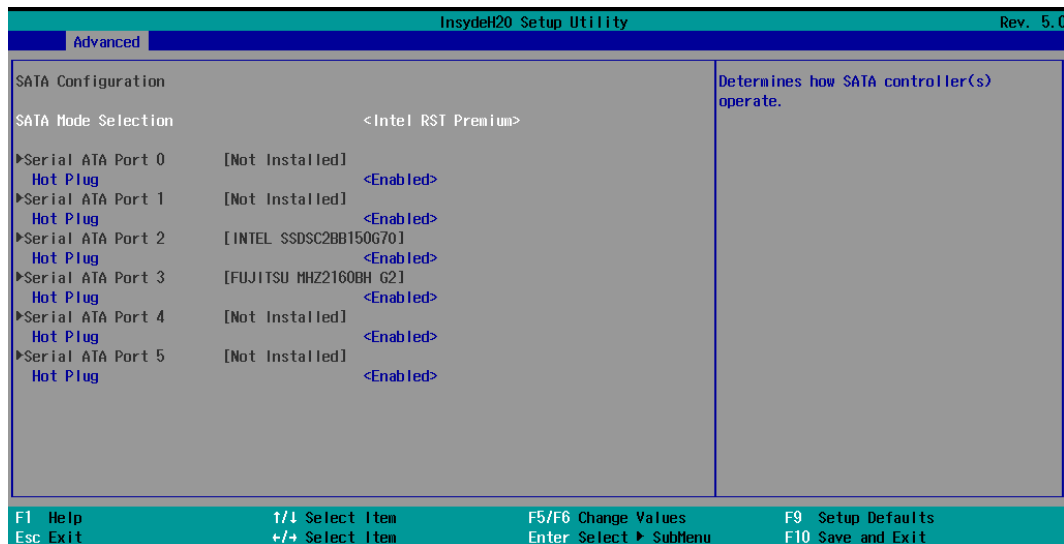 InsydeH20 Setup Utility Rev. 5.0
Advanced
SATA Configuration
SATA Mode Selection <Intel RST Premium>
▶Serial ATA Port 0 [Not Installed]
Hot Plug <Enabled>
▶Serial ATA Port 1 [Not Installed]
Hot Plug <Enabled>
▶Serial ATA Port 2 [INTEL SSDSC2BB150G70]
Hot Plug <Enabled>
▶Serial ATA Port 3 [FUJITSU MHZ2160BH G2]
Hot Plug <Enabled>
▶Serial ATA Port 4 [Not Installed]
Hot Plug <Enabled>
▶Serial ATA Port 5 [Not Installed]
Hot Plug <Enabled>
Determines how SATA controller(s)
operate.
F1 Help ↑/↓ Select Item F5/F6 Change Values F9 Setup Defaults
Esc Exit ←/→ Select Item Enter Select ▶ SubMenu F10 Save and Exit